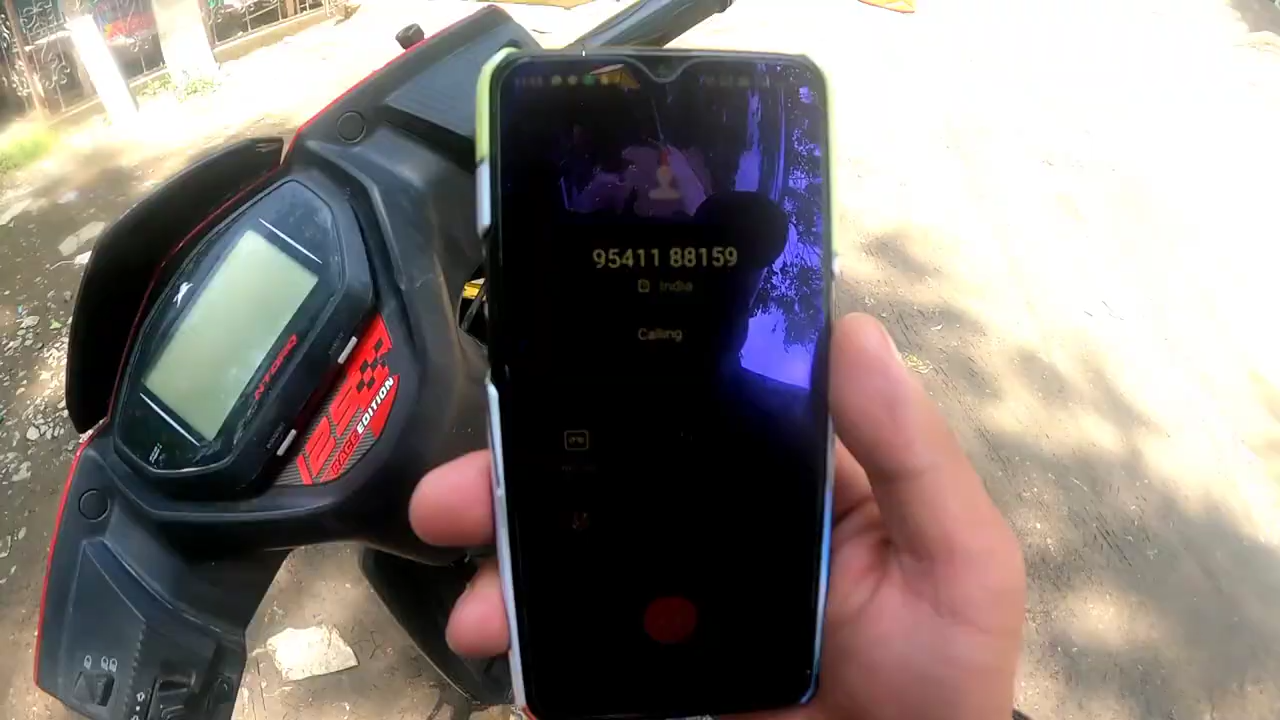 95411 88159
India
Calling
NTORQ
125
RACE EDITION